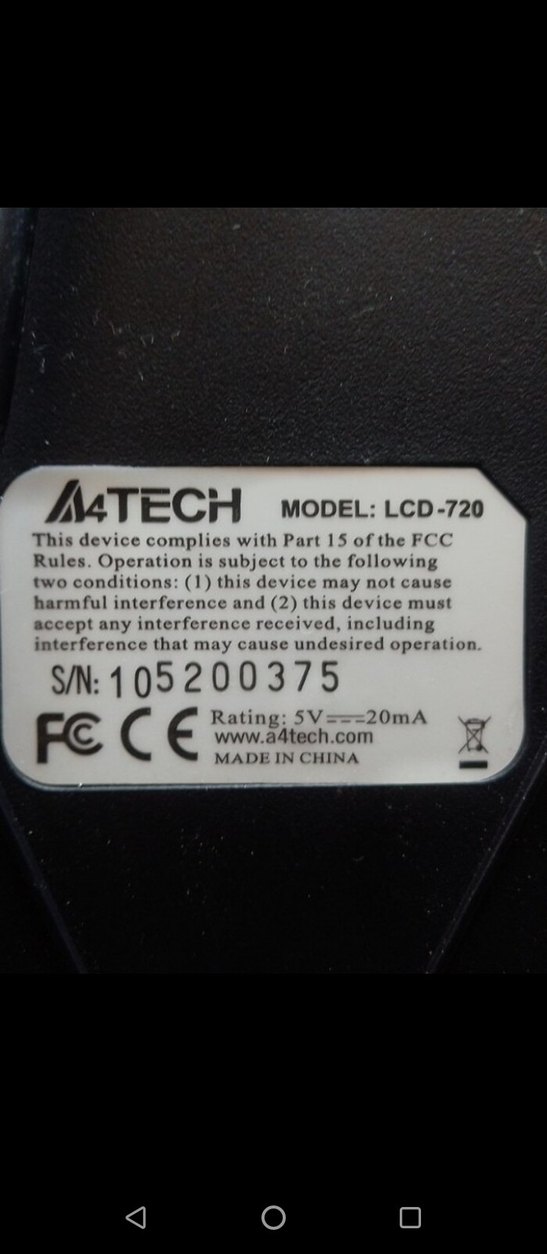 A4TECH MODEL: LCD-720
This device complies with Part 15 of the FCC
Rules. Operation is subject to the following
two conditions: (1) this device may not cause
harmful interference and (2) this device must
accept any interference received, including
interference that may cause undesired operation.
S/N: 105200375
FC CE Rating: 5V⎓20mA
www.a4tech.com
MADE IN CHINA